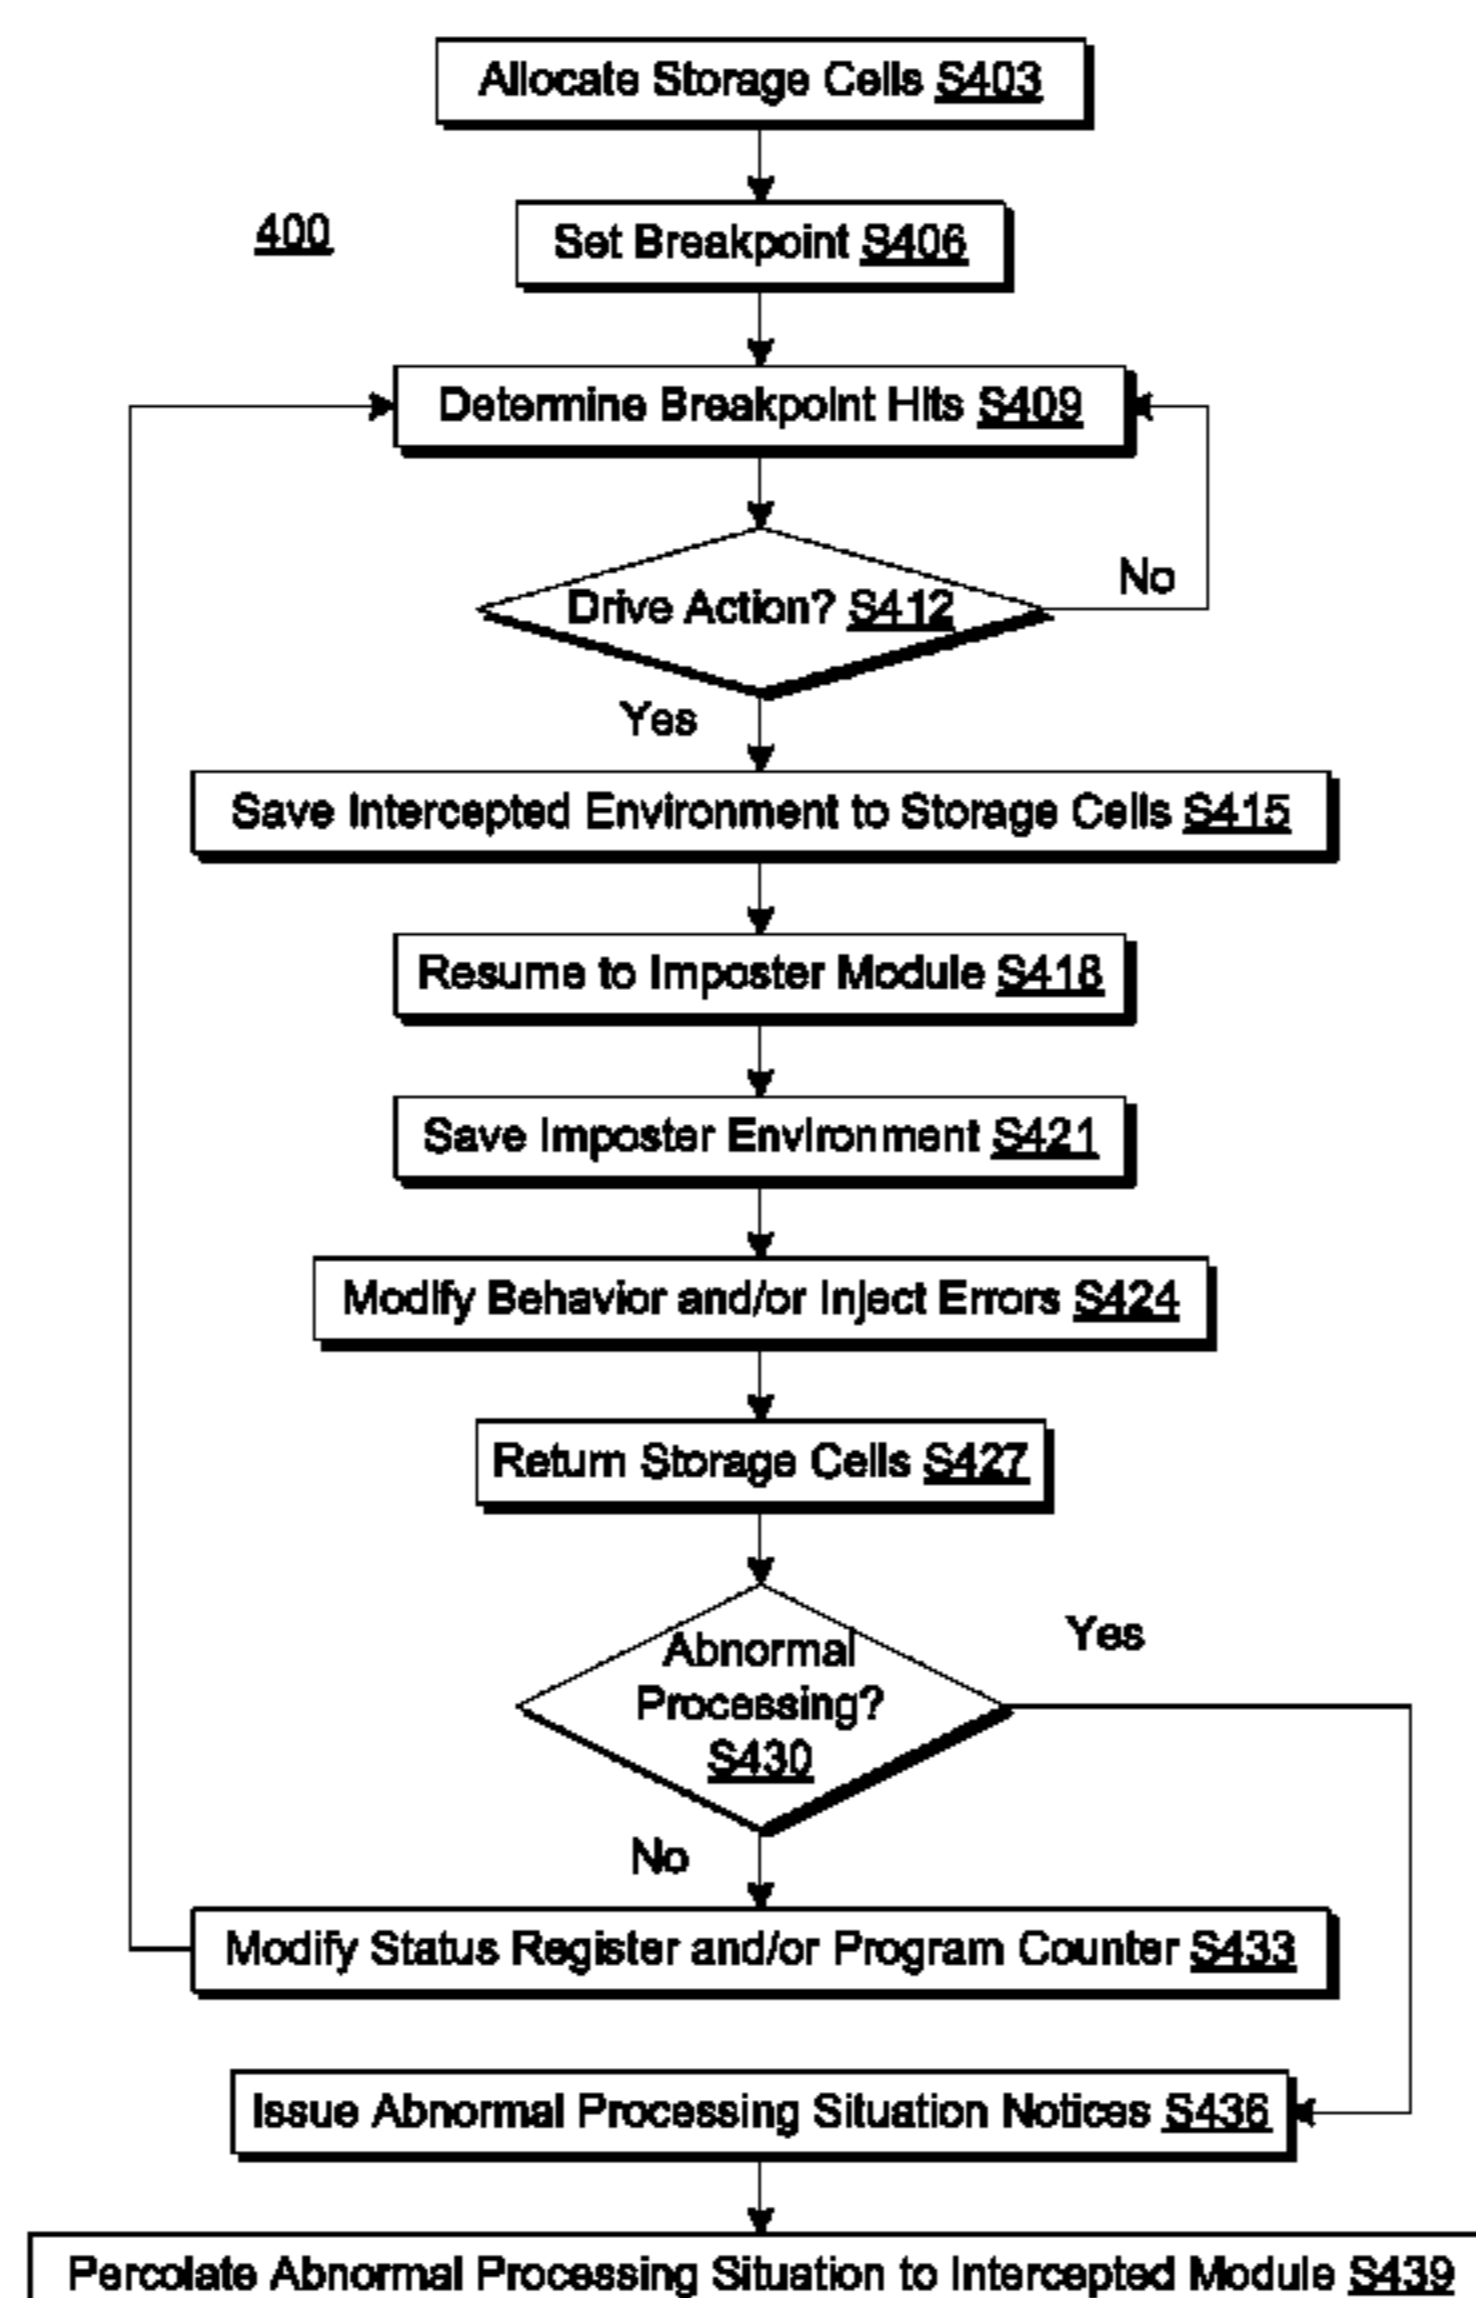 Allocate Storage Cells S403
400
Set Breakpoint S406
Determine Breakpoint Hits S409
Drive Action? S412
No
Yes
Save Intercepted Environment to Storage Cells S415
Resume to Imposter Module S418
Save Imposter Environment S421
Modify Behavior and/or Inject Errors S424
Return Storage Cells S427
Abnormal
Processing?
S430
Yes
No
Modify Status Register and/or Program Counter S433
Issue Abnormal Processing Situation Notices S436
Percolate Abnormal Processing Situation to Intercepted Module S439